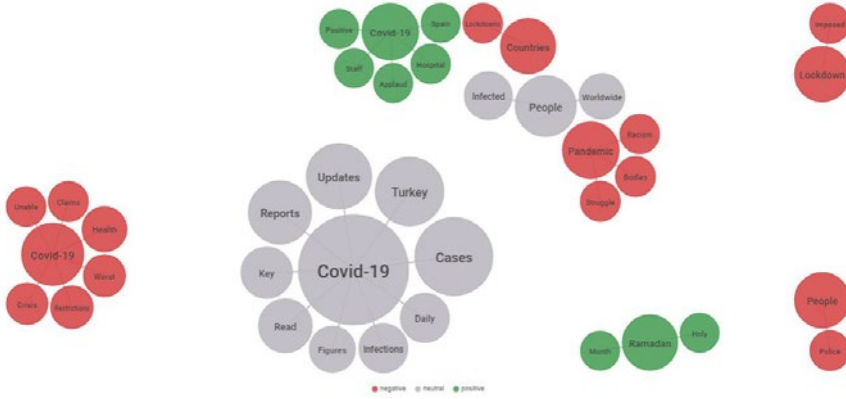 Positive
Covid-19
Spain
Staff
Applaud
Hospital
Lockdowns
Countries
Infected
People
Worldwide
Pandemic
Racism
Bodies
Struggle
Imposed
Lockdown
Unable
Claims
Health
Covid-19
Worst
Crisis
Restrictions
Updates
Turkey
Reports
Cases
Key
Covid-19
Read
Daily
Figures
Infections
Month
Ramadan
Holy
People
Police
negative neutral positive